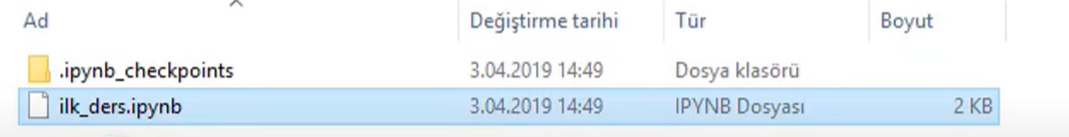 Ad Değiştirme tarihi Tür Boyut
.ipynb_checkpoints 3.04.2019 14:49 Dosya klasörü
ilk_ders.ipynb 3.04.2019 14:49 IPYNB Dosyası 2 KB